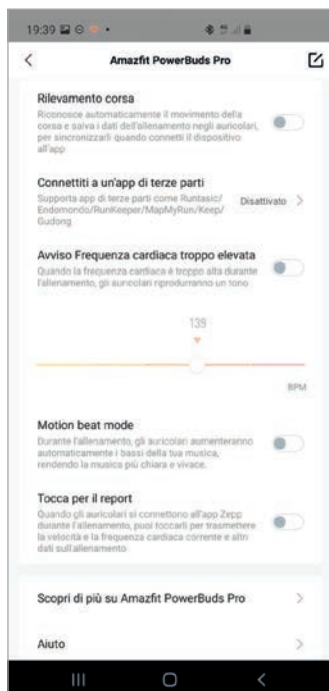 19:39
Amazfit PowerBuds Pro
Rilevamento corsa
Riconosce automaticamente il movimento della
corsa e salva i dati dell'allenamento negli auricolari,
per sincronizzarli quando connetti il dispositivo
all'app
Connettiti a un'app di terze parti
Supporta app di terze parti come Runtasic/
Endomondo/RunKeeper/MapMyRun/Keep/
Gudong
Disattivato
Avviso Frequenza cardiaca troppo elevata
Quando la frequenza cardiaca è troppo alta durante
l'allenamento, gli auricolari riprodurranno un tono
139
BPM
Motion beat mode
Durante l'allenamento, gli auricolari aumenteranno
automaticamente i bassi della tua musica,
rendendo la musica più chiara e vivace.
Tocca per il report
Quando gli auricolari si connettono all'app Zepp
durante l'allenamento, puoi toccarli per trasmettere
la velocità e la frequenza cardiaca corrente e altri
dati sull'allenamento
Scopri di più su Amazfit PowerBuds Pro
Aiuto